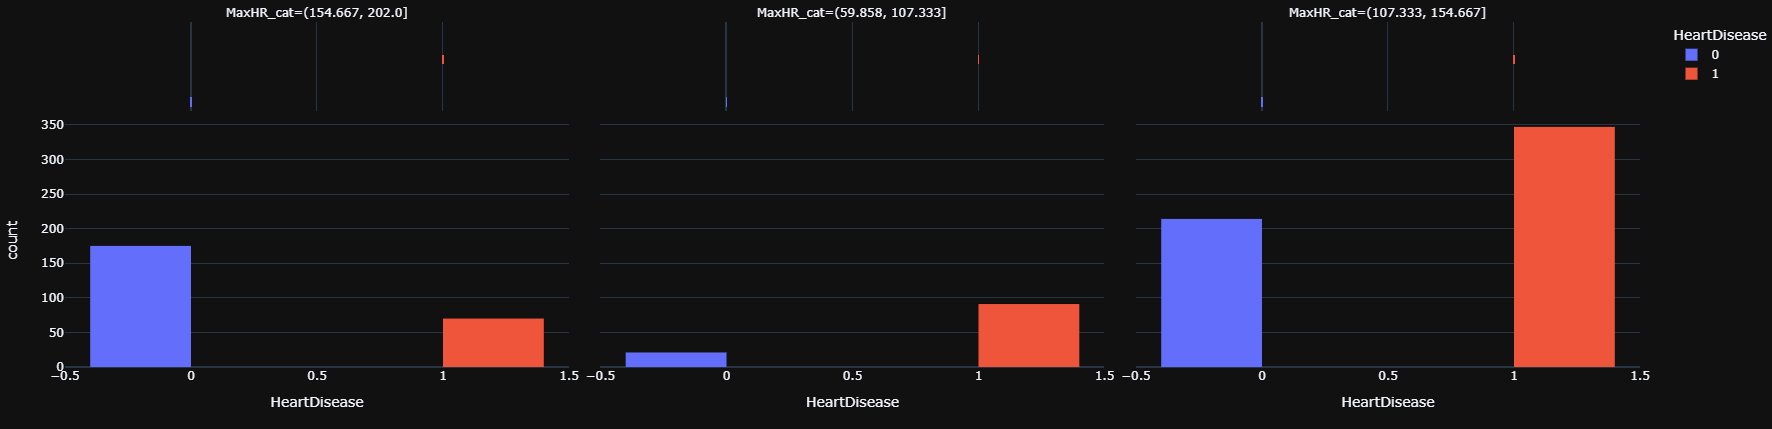 MaxHR_cat=(154.667, 202.0]
MaxHR_cat=(59.858, 107.333]
MaxHR_cat=(107.333, 154.667]
HeartDisease
0
1
350
300
250
200
150
100
50
0
count
−0.5 0 0.5 1 1.5
−0.5 0 0.5 1 1.5
−0.5 0 0.5 1 1.5
HeartDisease
HeartDisease
HeartDisease